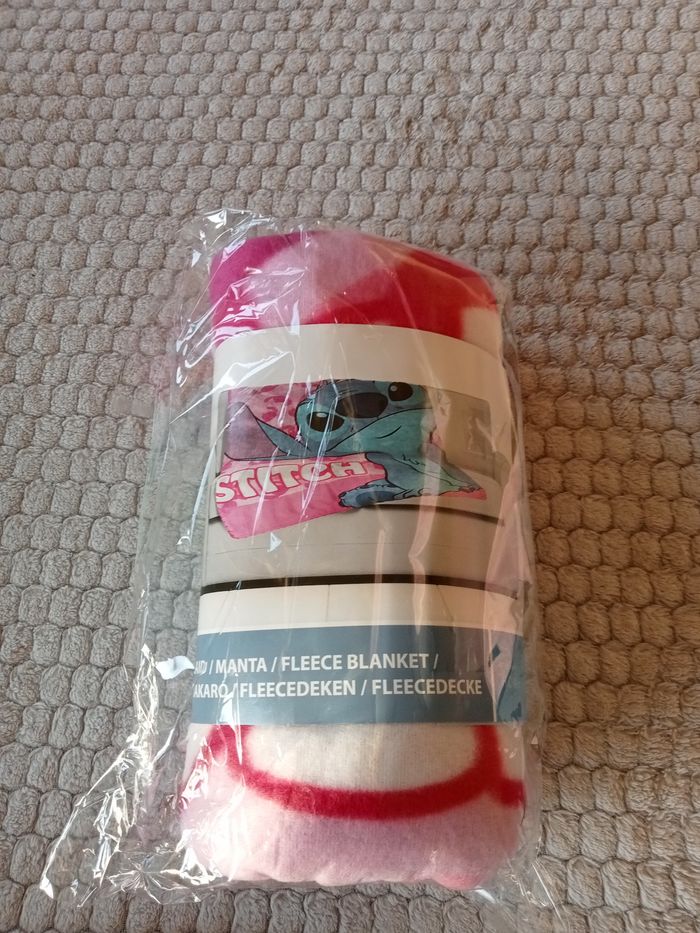 STITCH
/ MANTA / FLEECE BLANKET /
/ FLEECEDEKEN / FLEECEDECKE